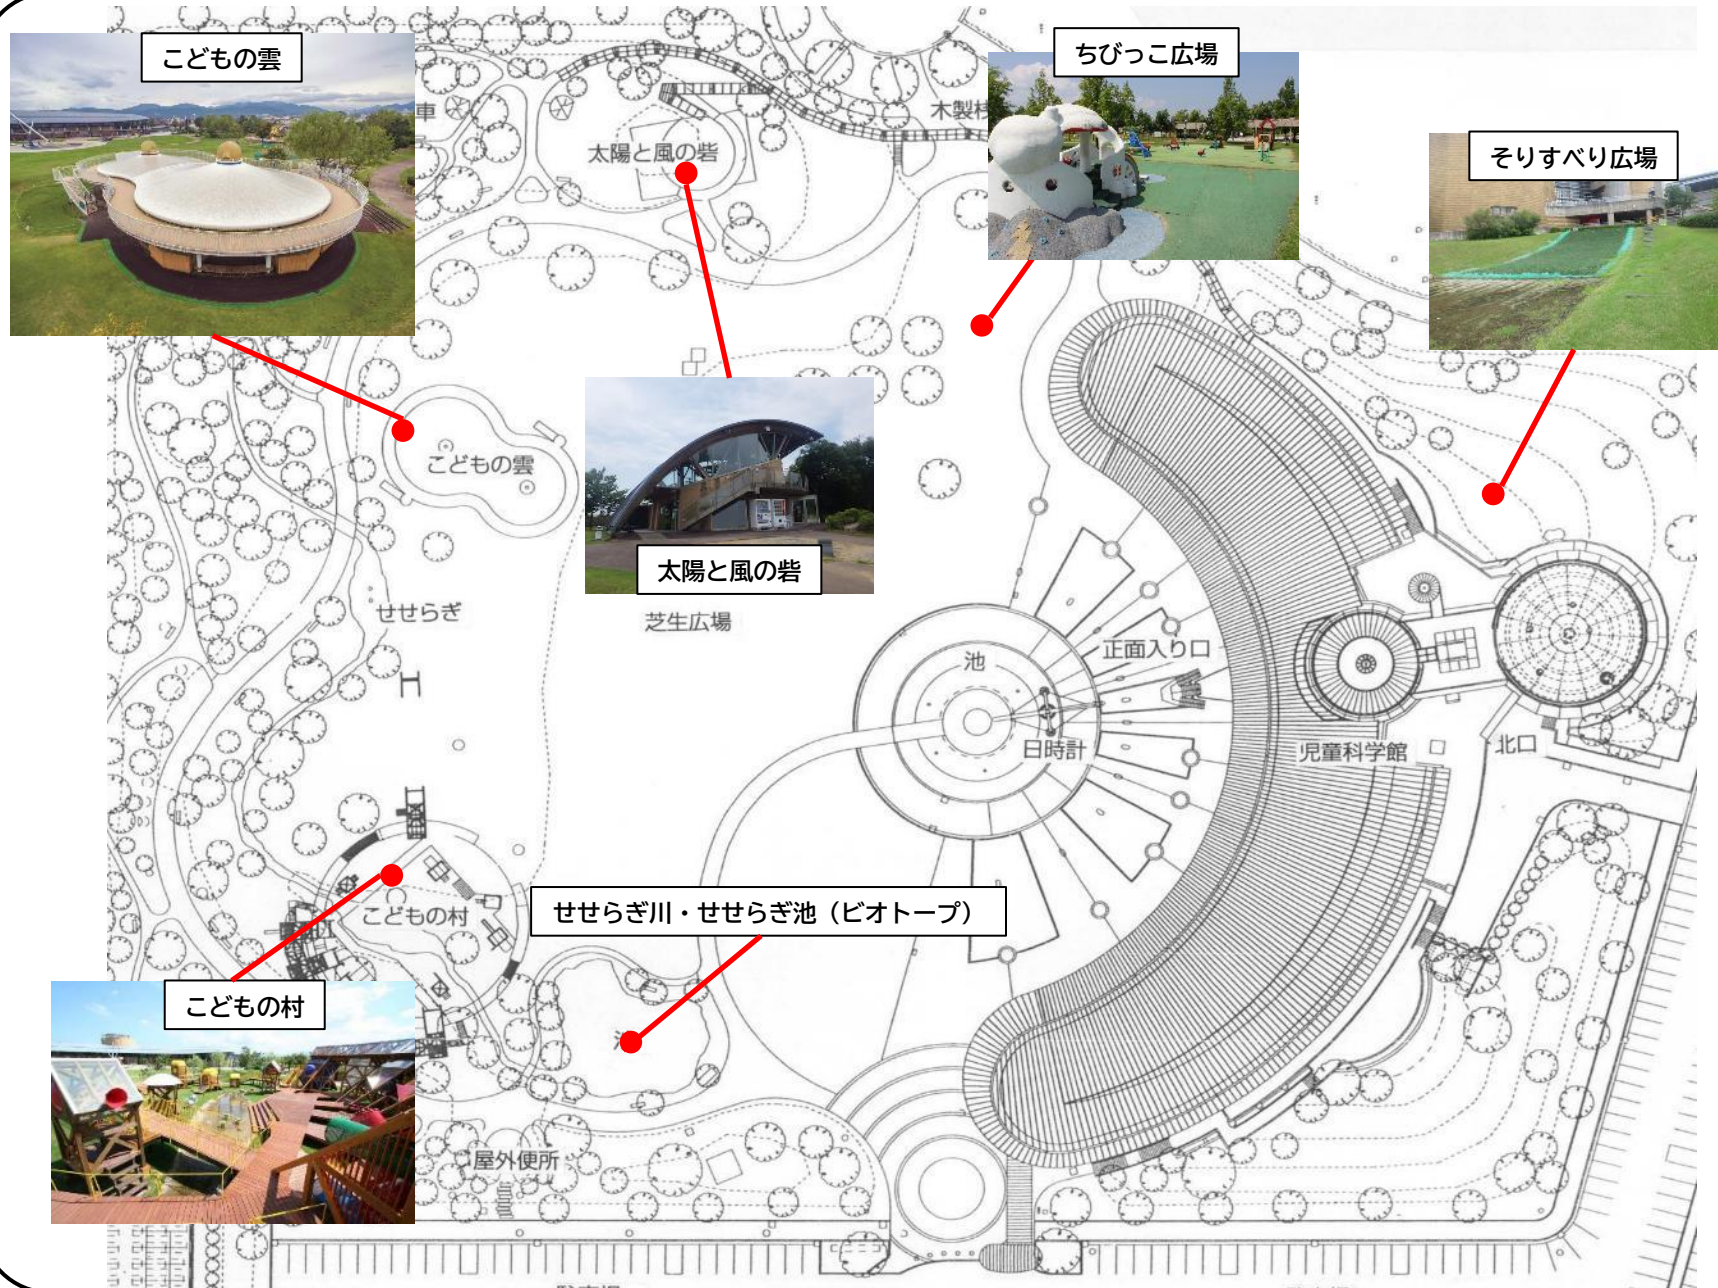 こどもの雲
ちびっこ広場
そりすべり広場
車
木製桟
太陽と風の砦
こどもの雲
太陽と風の砦
せせらぎ
芝生広場
池
正面入り口
日時計
児童科学館
北口
せせらぎ川・せせらぎ池（ビオトープ）
こどもの村
こどもの村
屋外便所